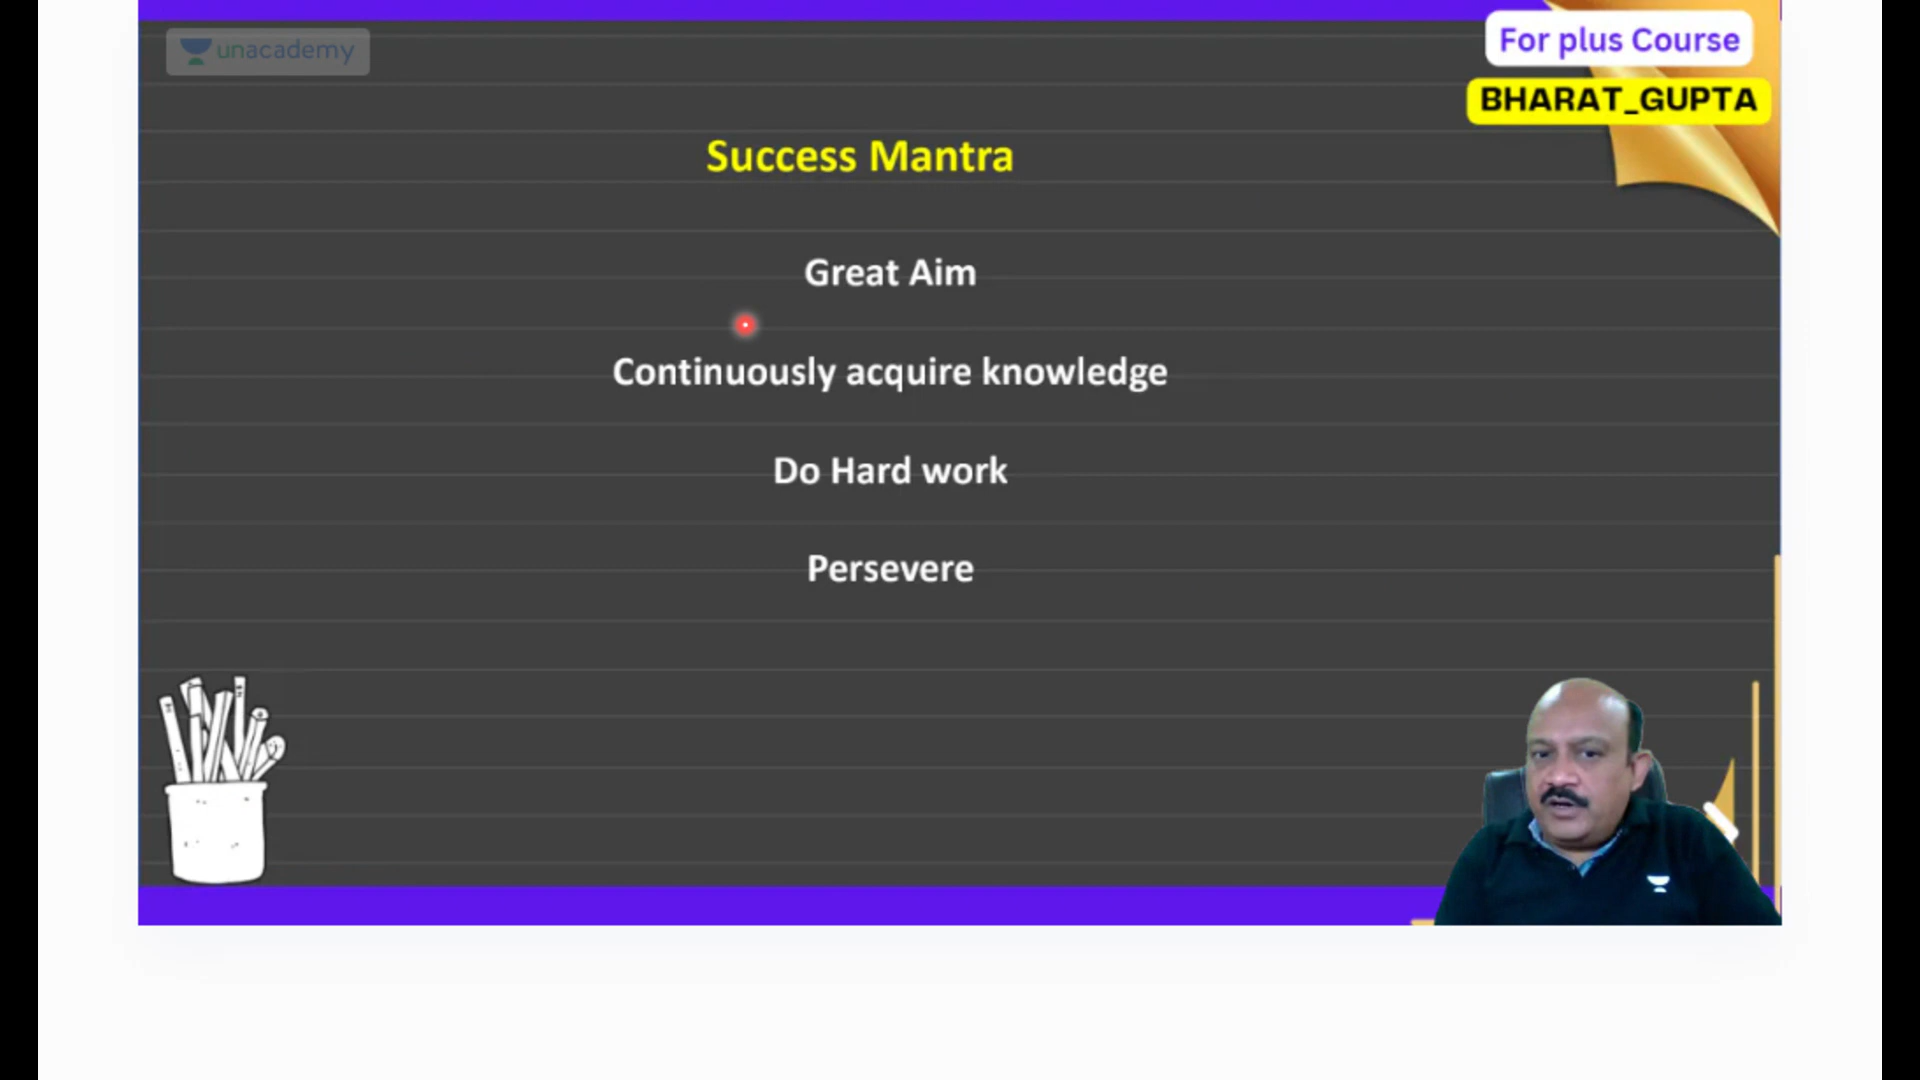 unacademy
For plus Course
BHARAT_GUPTA
Success Mantra
Great Aim
Continuously acquire knowledge
Do Hard work
Persevere